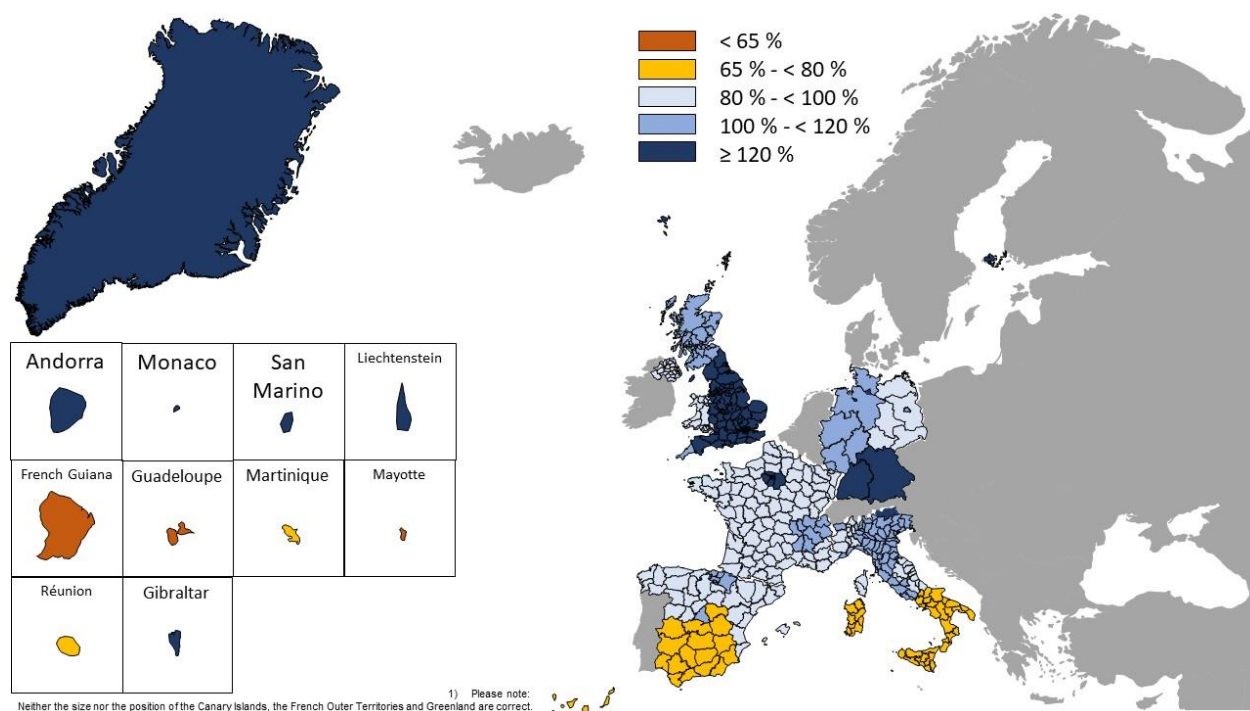 < 65 %
65 % - < 80 %
80 % - < 100 %
100 % - < 120 %
≥ 120 %
Andorra
Monaco
San
Marino
Liechtenstein
French Guiana
Guadeloupe
Martinique
Mayotte
Réunion
Gibraltar
1) Please note:
Neither the size nor the position of the Canary Islands, the French Outer Territories and Greenland are correct.